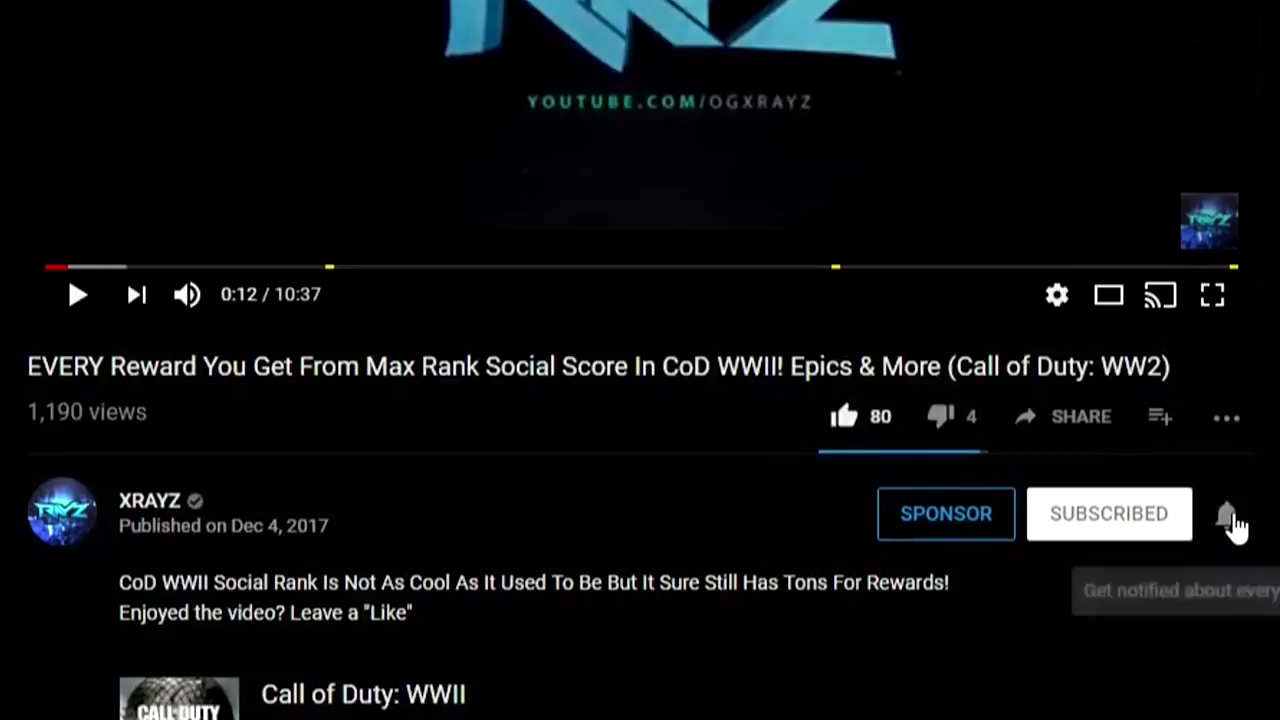 RAYZ
YOUTUBE.COM/OGXRAYZ
RAYZ
0:12 / 10:37
EVERY Reward You Get From Max Rank Social Score In CoD WWII! Epics & More (Call of Duty: WW2)
1,190 views
80
4
SHARE
RAYZ
XRAYZ
Published on Dec 4, 2017
SPONSOR
SUBSCRIBED
CoD WWII Social Rank Is Not As Cool As It Used To Be But It Sure Still Has Tons For Rewards!
Get notified about every
Enjoyed the video? Leave a "Like"
Call of Duty: WWII
CALL DUTY